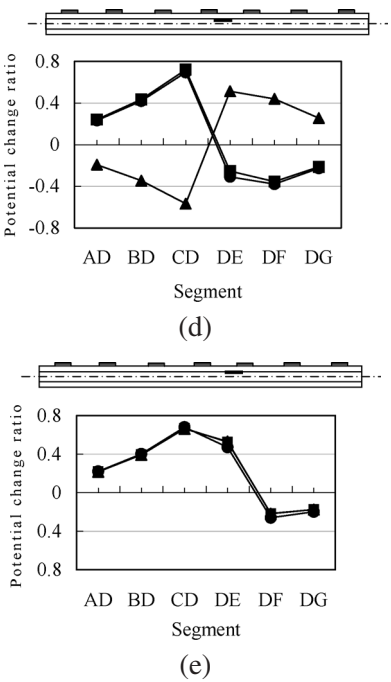 Potential change ratio
0.8
0.4
0
-0.4
-0.8
AD BD CD DE DF DG
Segment
(d)
Potential change ratio
0.8
0.4
0
0.4
0.8
AD BD CD DE DF DG
Segment
(e)